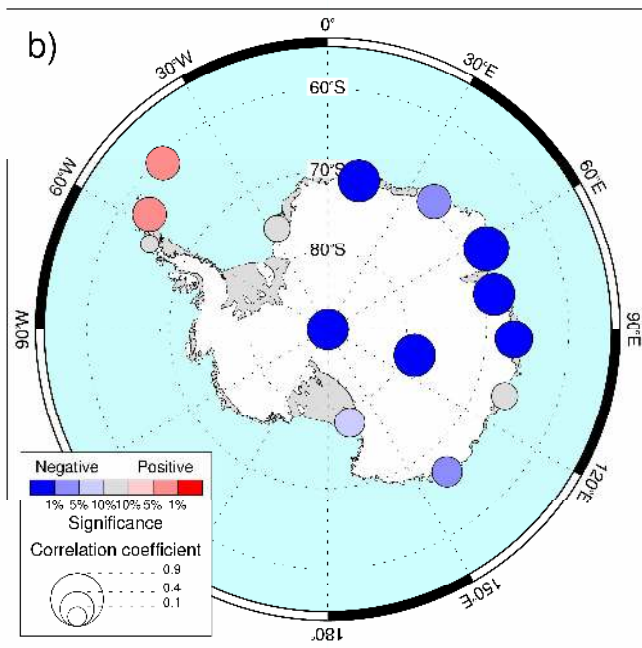 b)
0°
30°W
30°E
60°S
60°W
60°E
70°S
80°S
90°W
90°E
120°E
150°E
180°
Negative Positive
1% 5% 10%10% 5% 1%
Significance
Correlation coefficient
0.9
0.4
0.1